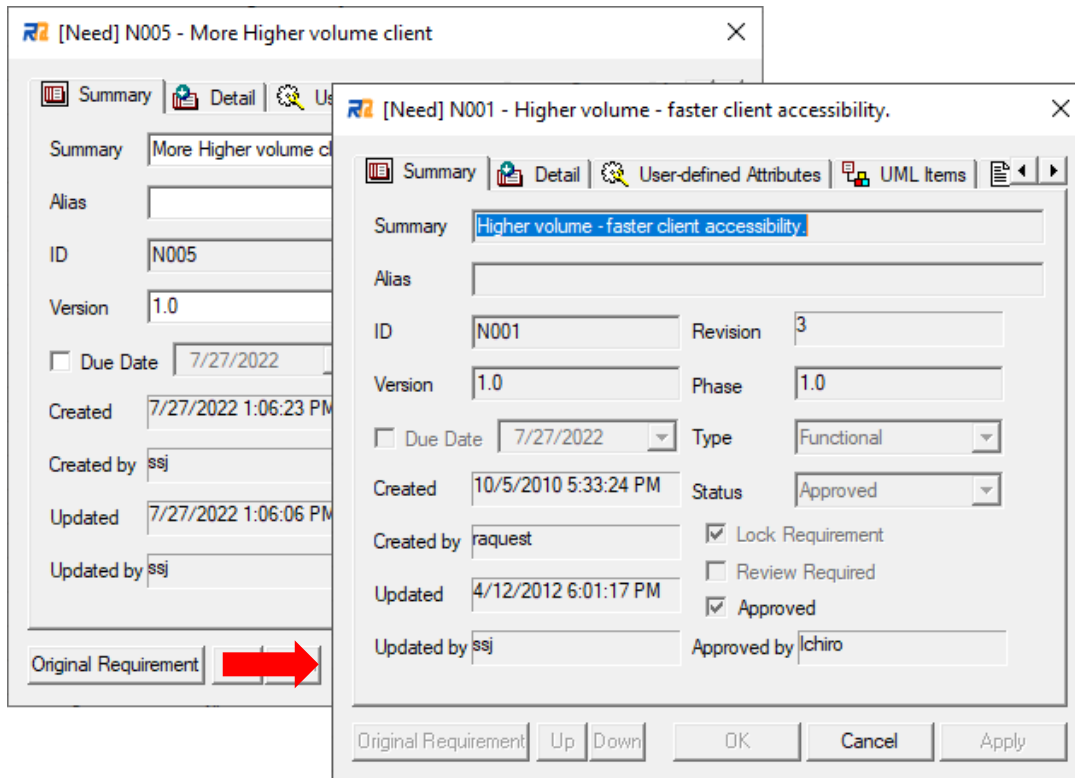 [Need] N005 - More Higher volume client
Summary
Detail
Us
Summary
More Higher volume cl
Alias
ID
N005
Version
1.0
Due Date
7/27/2022
Created
7/27/2022 1:06:23 PM
Created by
ssj
Updated
7/27/2022 1:06:06 PM
Updated by
ssj
Original Requirement
[Need] N001 - Higher volume - faster client accessibility.
Summary
Detail
User-defined Attributes
UML Items
Summary
Higher volume - faster client accessibility.
Alias
ID
N001
Revision
3
Version
1.0
Phase
1.0
Due Date
7/27/2022
Type
Functional
Created
10/5/2010 5:33:24 PM
Status
Approved
Created by
raquest
Lock Requirement
Review Required
Updated
4/12/2012 6:01:17 PM
Approved
Updated by
ssj
Approved by
Ichiro
Original Requirement
Up
Down
OK
Cancel
Apply